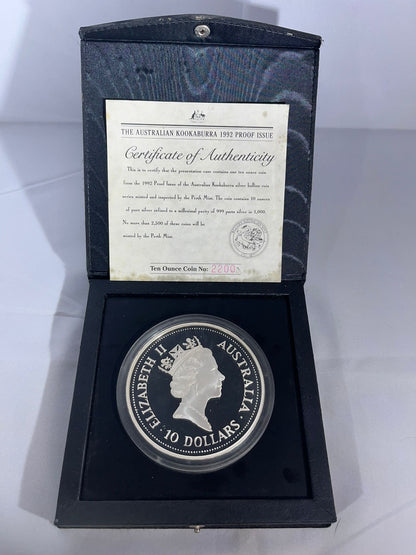 THE AUSTRALIAN KOOKABURRA 1992 PROOF ISSUE
Certificate of Authenticity
This is to certify that the presentation case contains one ten ounce coin
from the 1992 Proof Issue of the Australian Kookaburra silver bullion coin
series minted and inspected by the Perth Mint. The coin contains 10 ounces
of pure silver refined to a millesimal purity of 999 parts silver in 1,000.
No more than 2,500 of these coins will be
minted by the Perth Mint.
Ten Ounce Coin No: 2200
ELIZABETH II AUSTRALIA
10 DOLLARS